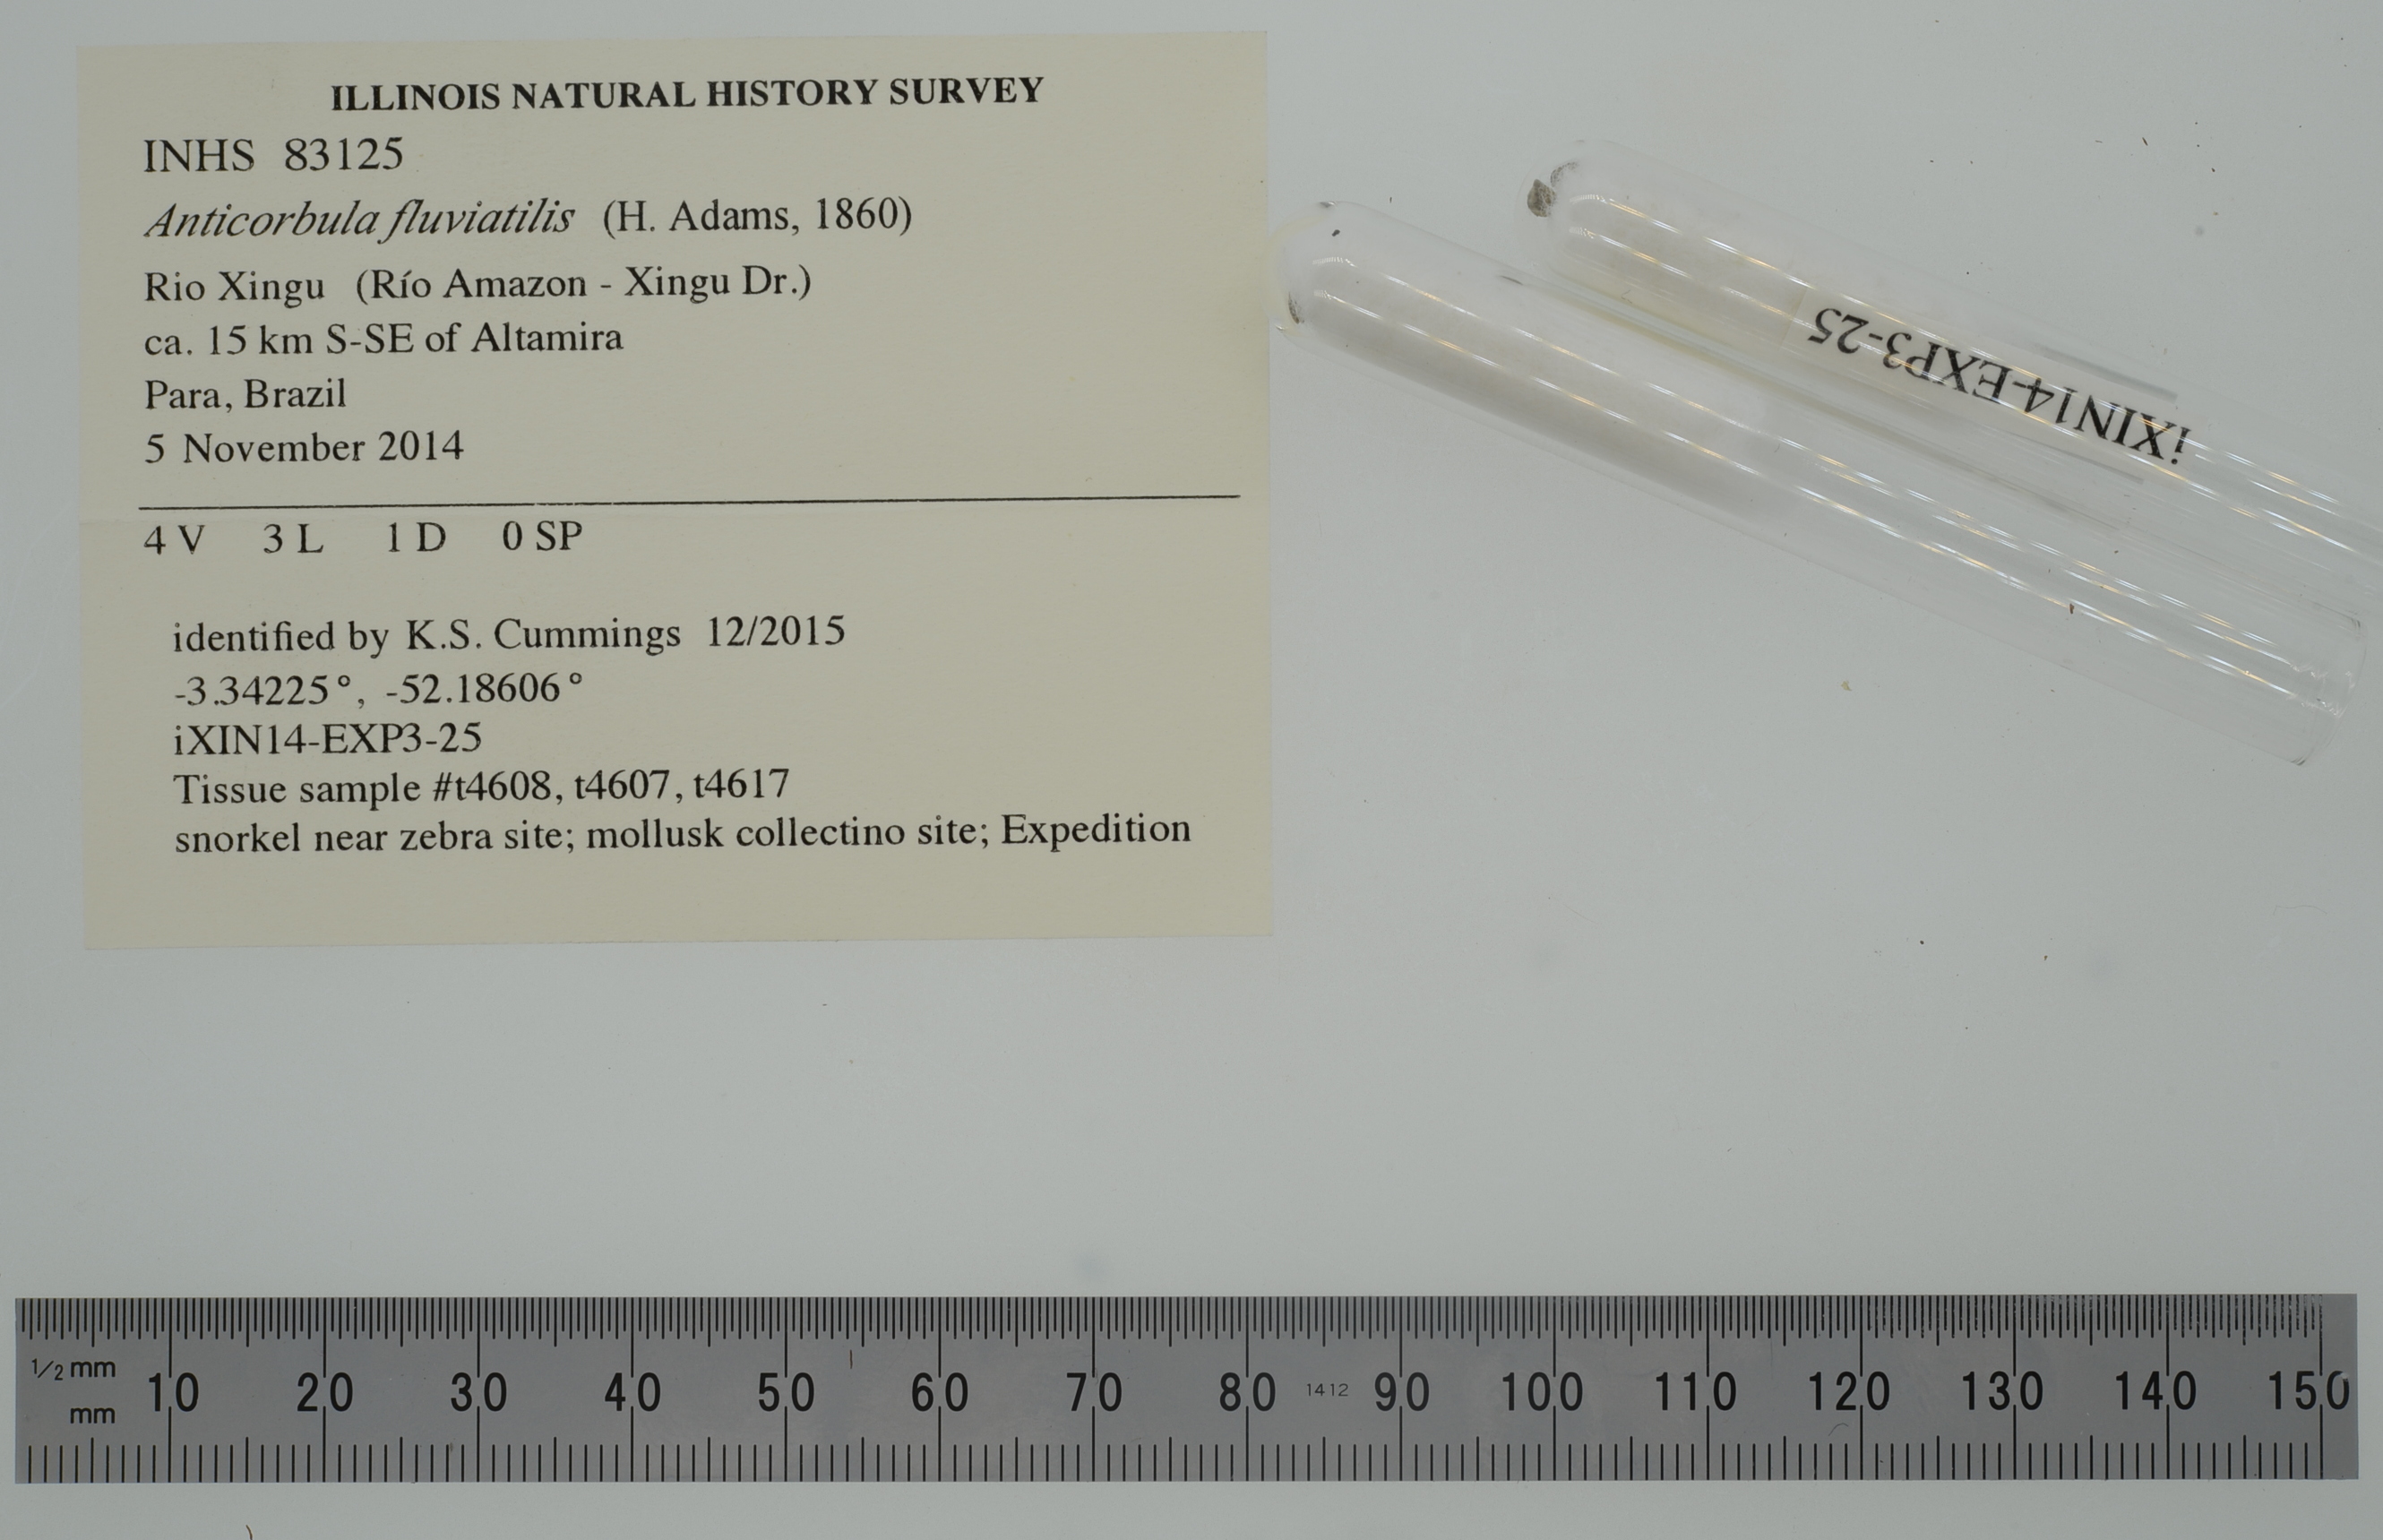 ILLINOIS NATURAL HISTORY SURVEY
INHS 83125
Anticorbula fluviatilis (H. Adams, 1860)
Rio Xingu (Río Amazon - Xingu Dr.)
ca. 15 km S-SE of Altamira
Para, Brazil
5 November 2014
4 V 3 L 1 D 0 SP
identified by K.S. Cummings 12/2015
-3.34225°, -52.18606°
iXIN14-EXP3-25
Tissue sample #t4608, t4607, t4617
snorkel near zebra site; mollusk collectino site; Expedition
iXIN14-EXP3-25
1/2 mm
mm
10 20 30 40 50 60 70 80 1412 90 100 110 120 130 140 150